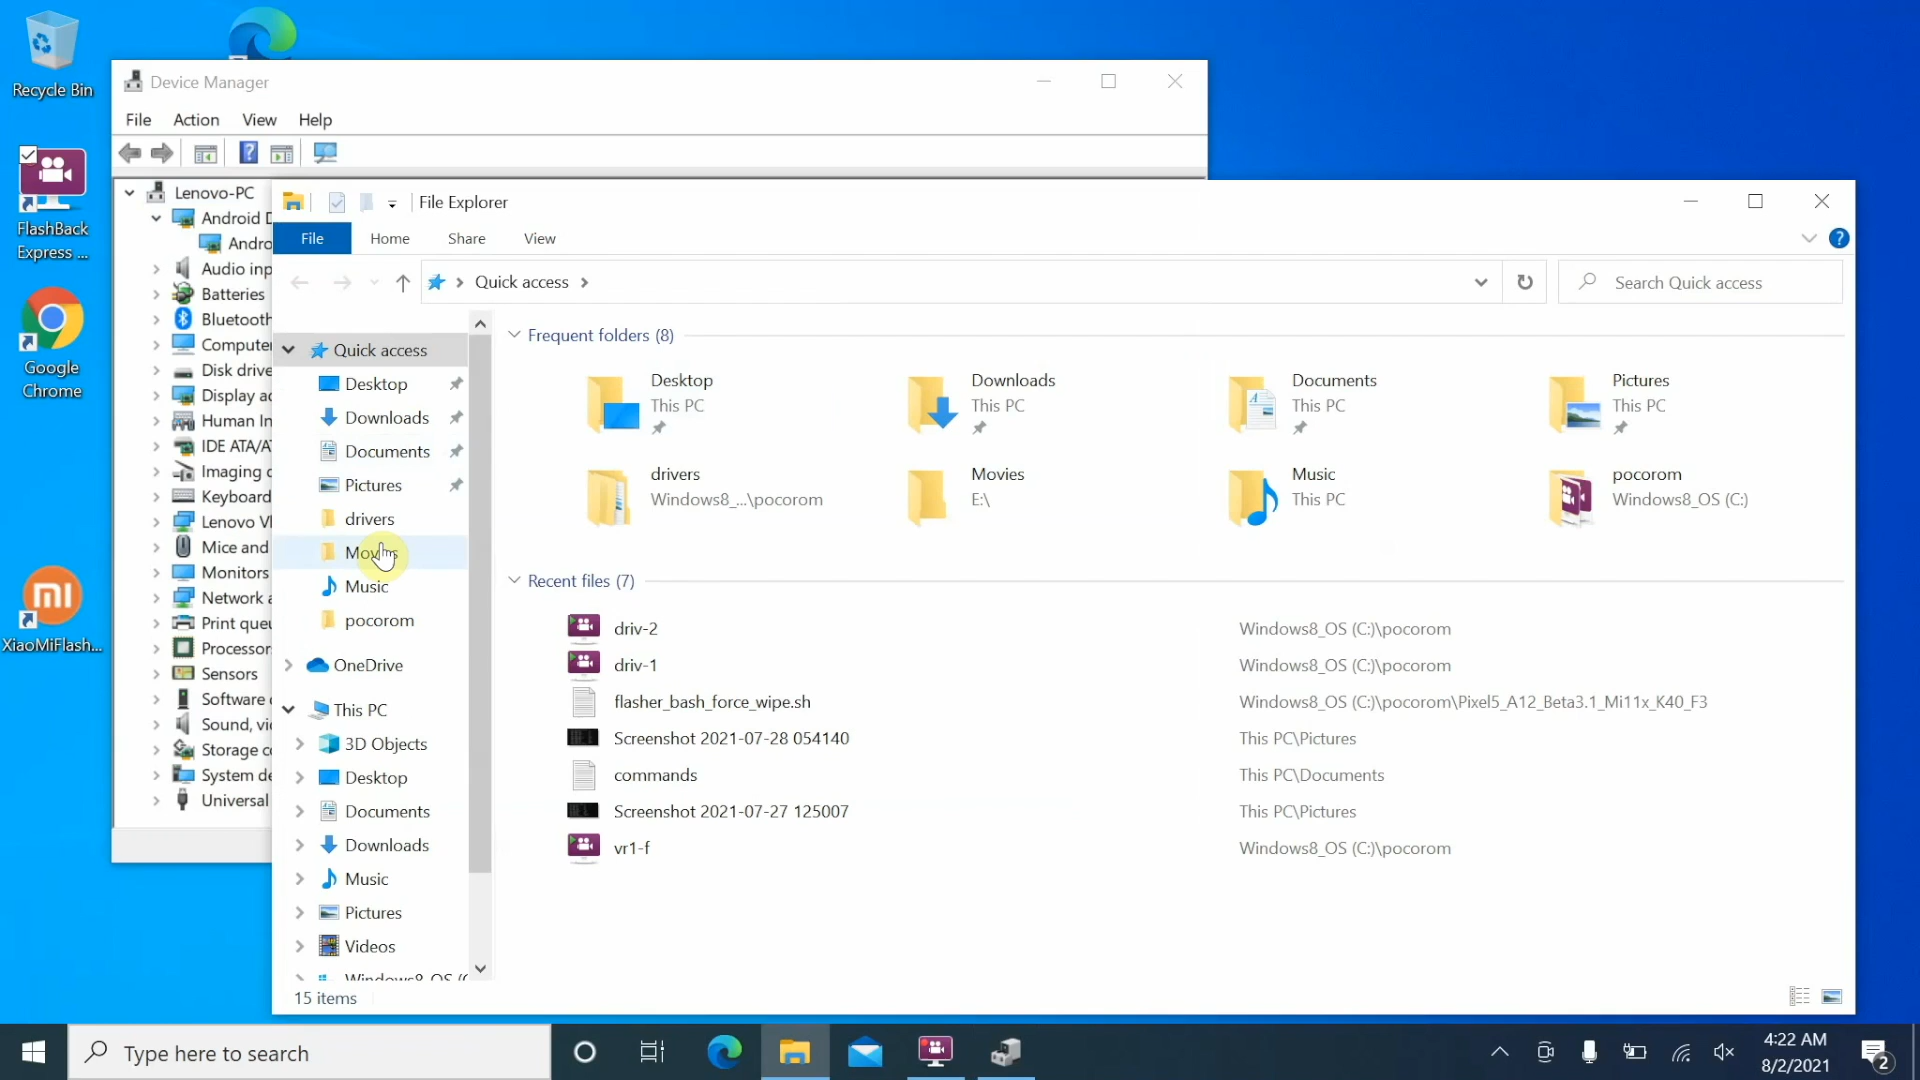 Recycle Bin
FlashBack
Express ...
Google
Chrome
XiaoMiFlash...
Device Manager
File Action View Help
Lenovo-PC
Android D
Andro
Audio inp
Batteries
Bluetooth
Computer
Disk drive
Display ad
Human In
IDE ATA/AT
Imaging d
Keyboard
Lenovo Vh
Mice and
Monitors
Network a
Print queu
Processor
Sensors
Software
Sound, vid
Storage co
System de
Universal
File Explorer
File Home Share View
Quick access
Search Quick access
Quick access
Desktop
Downloads
Documents
Pictures
drivers
Movies
Music
pocorom
OneDrive
This PC
3D Objects
Desktop
Documents
Downloads
Music
Pictures
Videos
Windows8_OS (C
15 items
Frequent folders (8)
Desktop
This PC
Downloads
This PC
Documents
This PC
Pictures
This PC
drivers
Windows8_...\pocorom
Movies
E:\
Music
This PC
pocorom
Windows8_OS (C:)
Recent files (7)
driv-2 Windows8_OS (C:)\pocorom
driv-1 Windows8_OS (C:)\pocorom
flasher_bash_force_wipe.sh Windows8_OS (C:)\pocorom\Pixel5_A12_Beta3.1_Mi11x_K40_F3
Screenshot 2021-07-28 054140 This PC\Pictures
commands This PC\Documents
Screenshot 2021-07-27 125007 This PC\Pictures
vr1-f Windows8_OS (C:)\pocorom
Type here to search
4:22 AM
8/2/2021
2